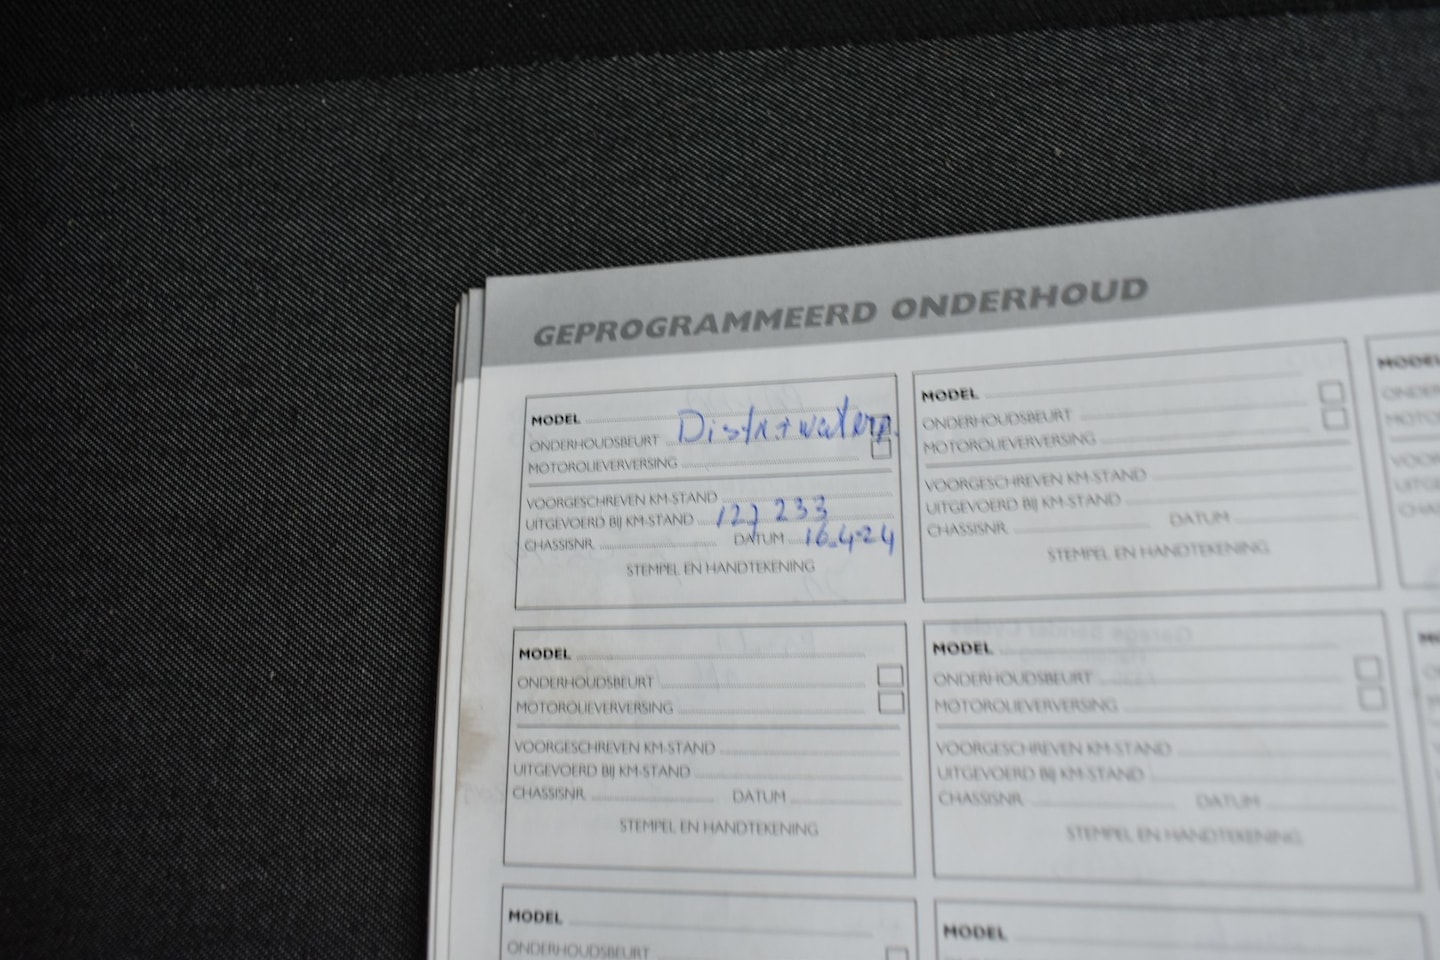 GEPROGRAMMEERD ONDERHOUD
MODEL
ONDERHOUDSBEURT Distr.+waterp.
MOTOROLIEVERVERSING
VOORGESCHREVEN KM-STAND
UITGEVOERD BIJ KM-STAND 127 233
CHASSISNR. DATUM 16-4-24
STEMPEL EN HANDTEKENING
MODEL
ONDERHOUDSBEURT
MOTOROLIEVERVERSING
VOORGESCHREVEN KM-STAND
UITGEVOERD BIJ KM-STAND
CHASSISNR. DATUM
STEMPEL EN HANDTEKENING
MODEL
MODEL
ONDERHOUDSBEURT
MOTOROLIEVERVERSING
VOORGESCHREVEN KM-STAND
UITGEVOERD BIJ KM-STAND
CHASSISNR. DATUM
STEMPEL EN HANDTEKENING
MODEL
ONDERHOUDSBEURT
MOTOROLIEVERVERSING
VOORGESCHREVEN KM-STAND
UITGEVOERD BIJ KM-STAND
CHASSISNR. DATUM
STEMPEL EN HANDTEKENING
MODEL
ONDERHOUDSBEURT
MODEL